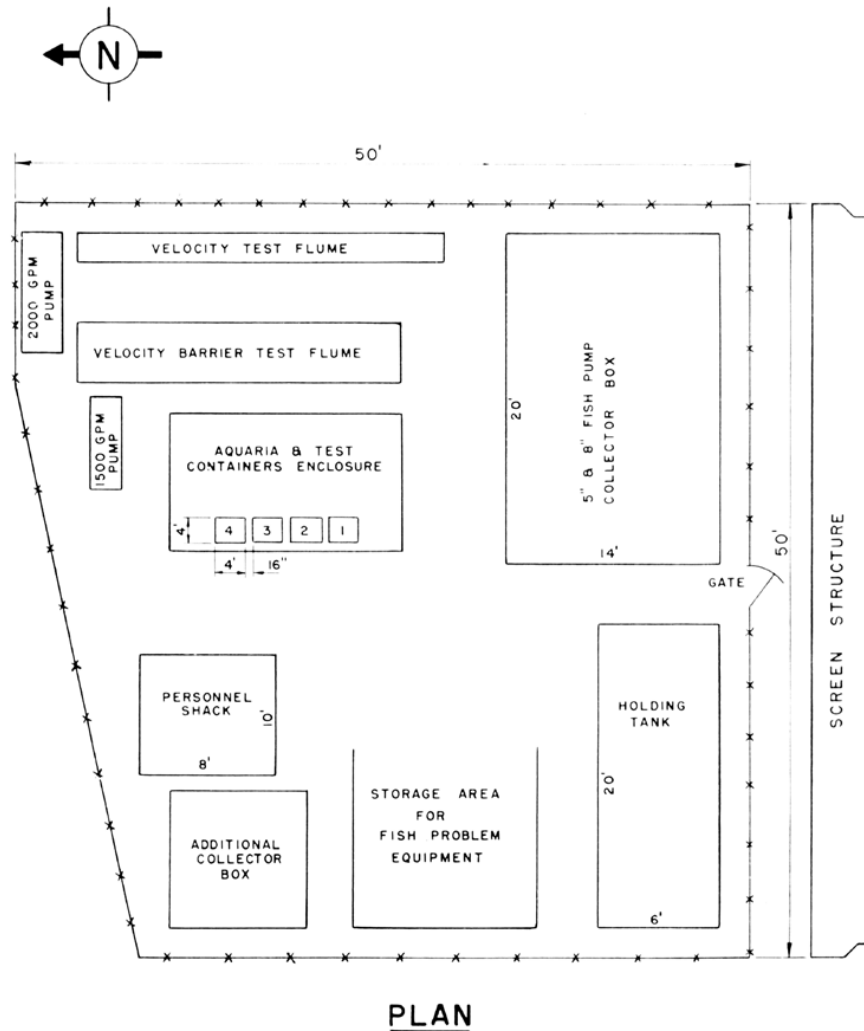 N
50'
VELOCITY TEST FLUME
2000 GPM
PUMP
VELOCITY BARRIER TEST FLUME
1500 GPM
PUMP
AQUARIA & TEST
CONTAINERS ENCLOSURE
4'
4
3
2
1
4'
16"
20'
5" & 8" FISH PUMP
COLLECTOR BOX
14'
GATE
50'
SCREEN STRUCTURE
PERSONNEL
SHACK
10'
8'
HOLDING
TANK
20'
6'
STORAGE AREA
FOR
FISH PROBLEM
EQUIPMENT
ADDITIONAL
COLLECTOR
BOX
PLAN